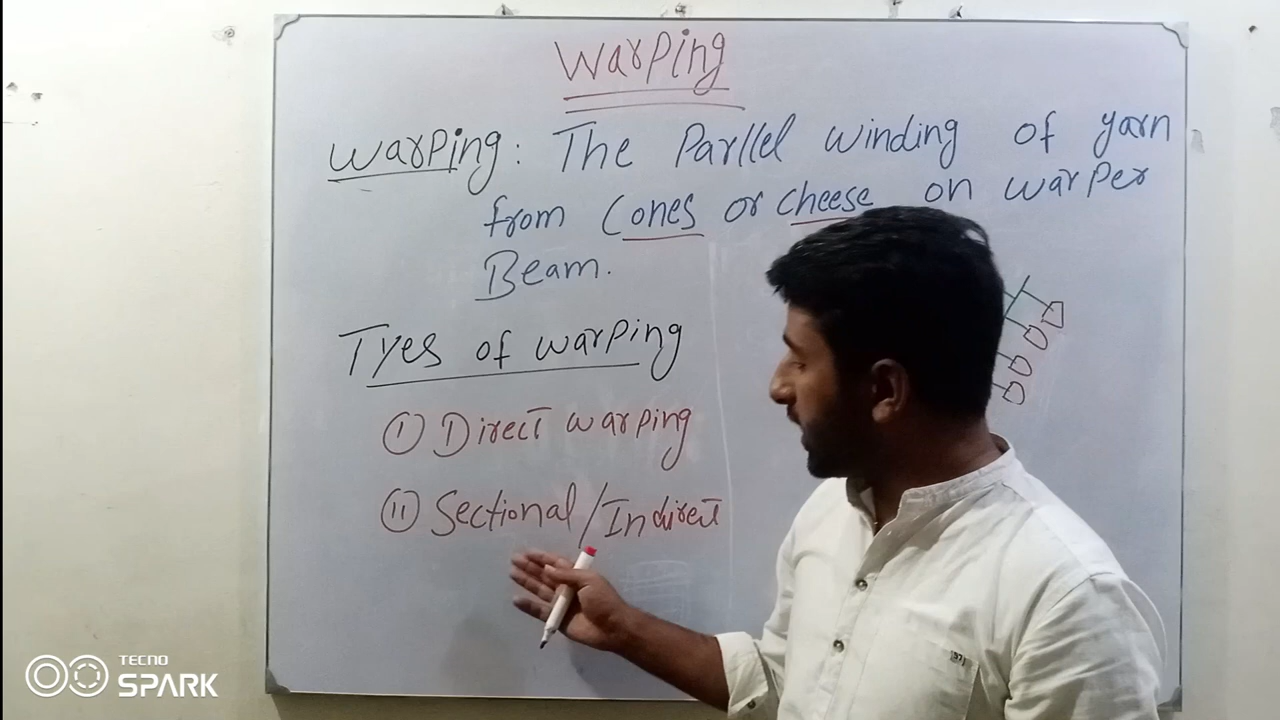 Warping
Warping : The Parllel winding of yarn
from Cones or cheese on warper
Beam.
Tyes of warping
(I) Direct warping
(II) Sectional/Indirect
TECNO
SPARK